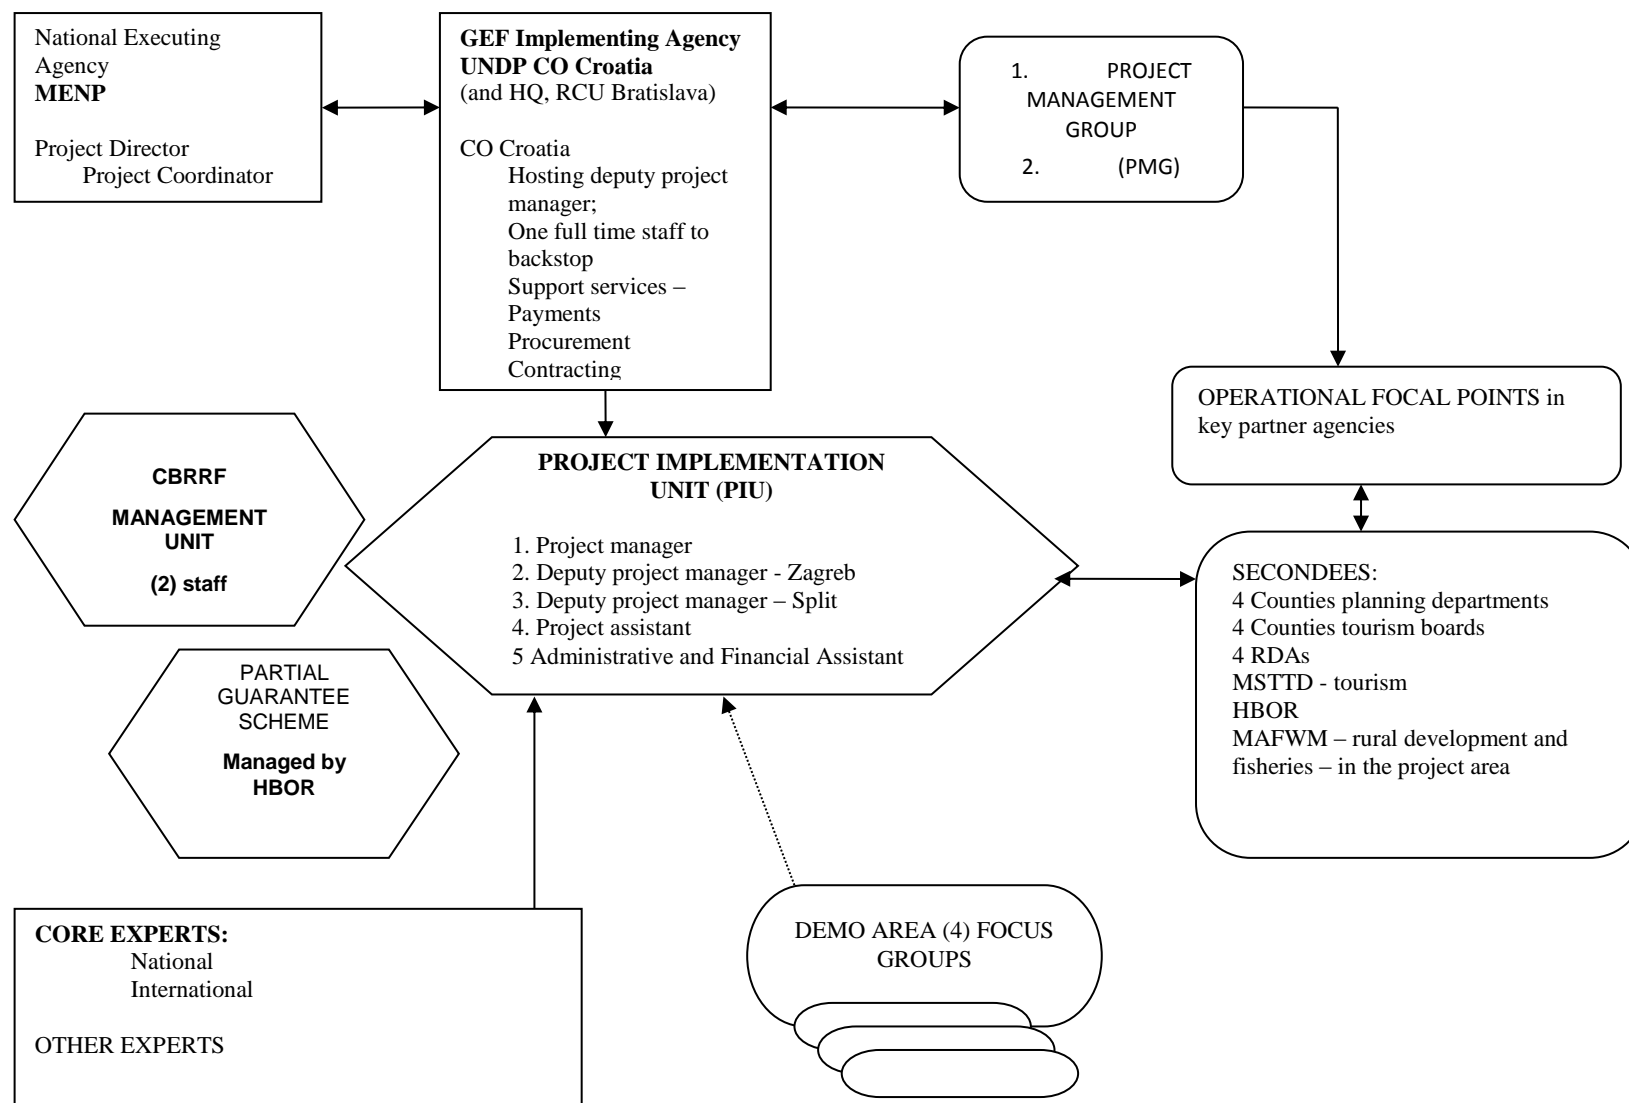 National Executing
Agency
MENP
Project Director
Project Coordinator
GEF Implementing Agency
UNDP CO Croatia
(and HQ, RCU Bratislava)
CO Croatia
Hosting deputy project
manager;
One full time staff to
backstop
Support services –
Payments
Procurement
Contracting
1. PROJECT
MANAGEMENT
GROUP
2. (PMG)
OPERATIONAL FOCAL POINTS in
key partner agencies
CBRRF
MANAGEMENT
UNIT
(2) staff
PROJECT IMPLEMENTATION
UNIT (PIU)
1. Project manager
2. Deputy project manager - Zagreb
3. Deputy project manager – Split
4. Project assistant
5 Administrative and Financial Assistant
SECONDEES:
4 Counties planning departments
4 Counties tourism boards
4 RDAs
MSTTD - tourism
HBOR
MAFWM – rural development and
fisheries – in the project area
PARTIAL
GUARANTEE
SCHEME
Managed by
HBOR
CORE EXPERTS:
National
International
OTHER EXPERTS
DEMO AREA (4) FOCUS
GROUPS